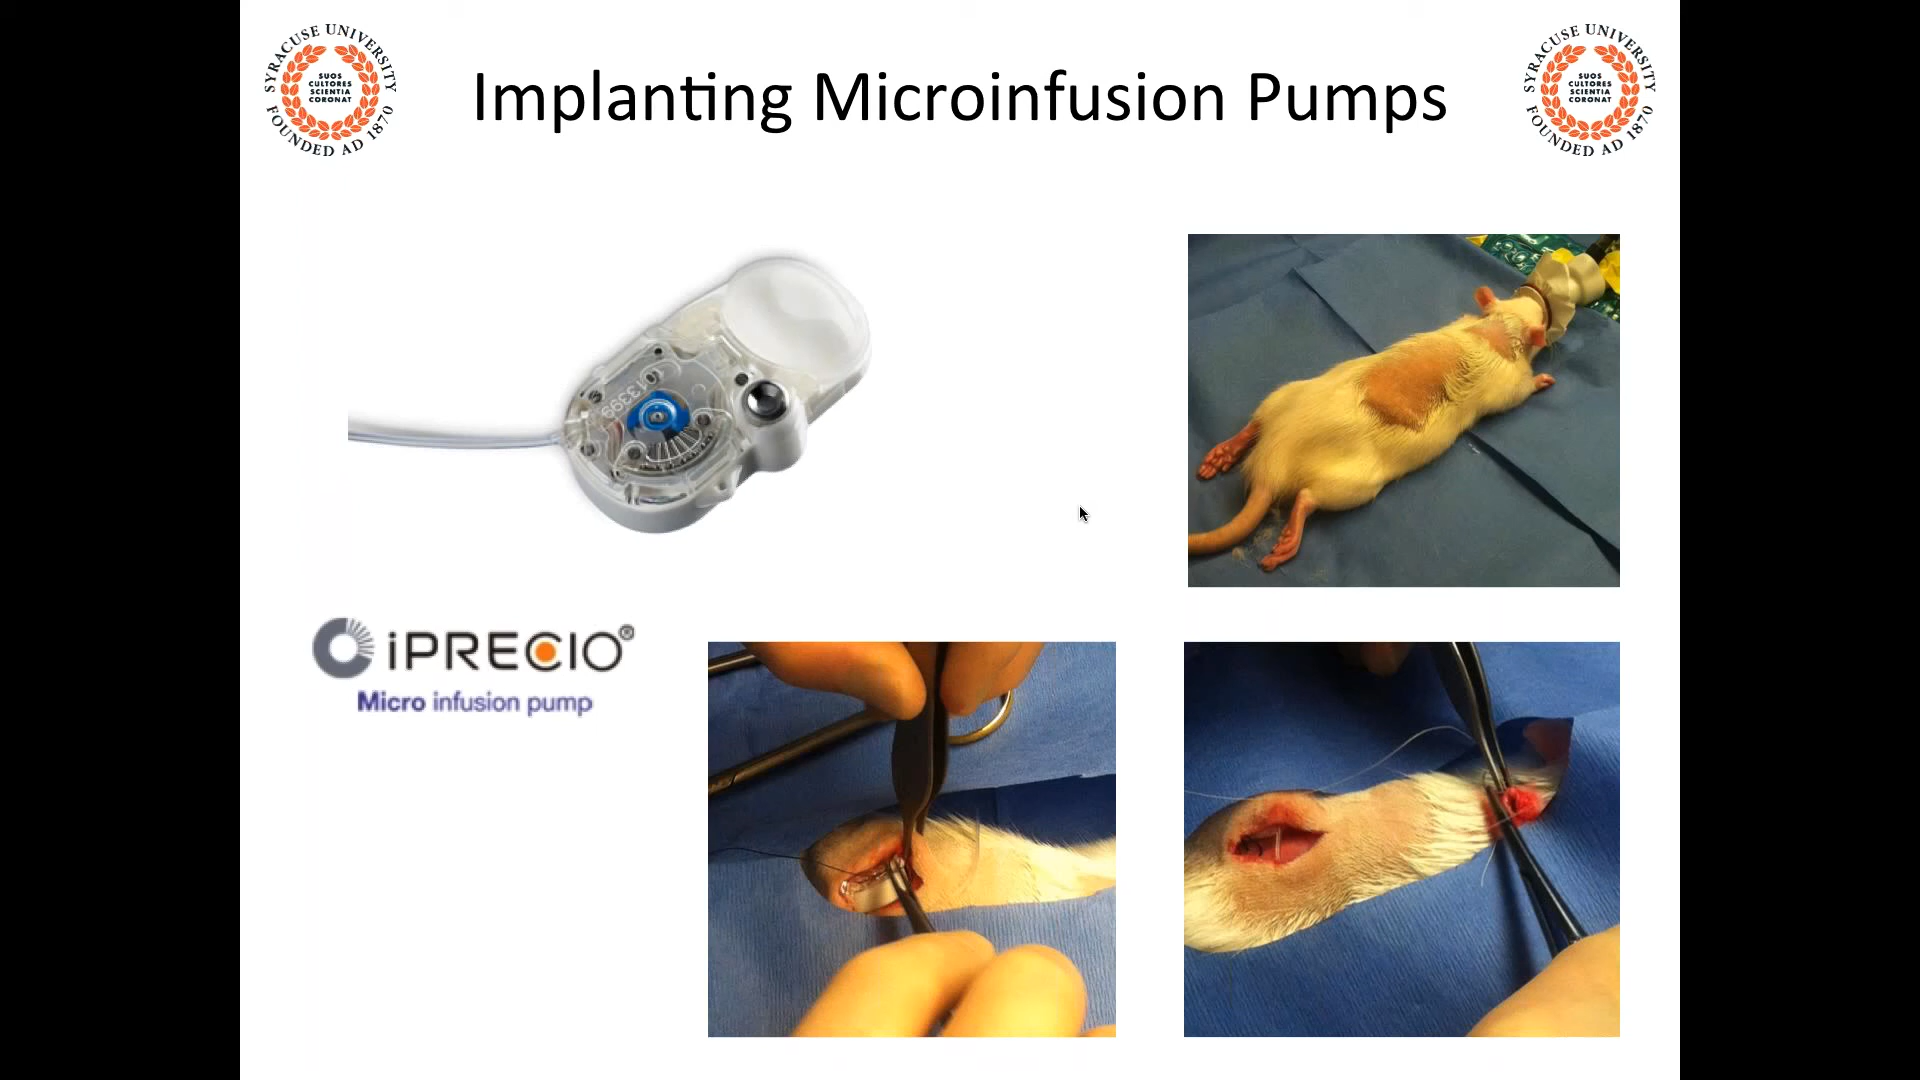 SYRACUSE UNIVERSITY
SUOS
CULTORES
SCIENTIA
CORONAT
FOUNDED AD 1870
Implanting Microinfusion Pumps
SYRACUSE UNIVERSITY
SUOS
CULTORES
SCIENTIA
CORONAT
FOUNDED AD 1870
013399
iPRECIO®
Micro infusion pump